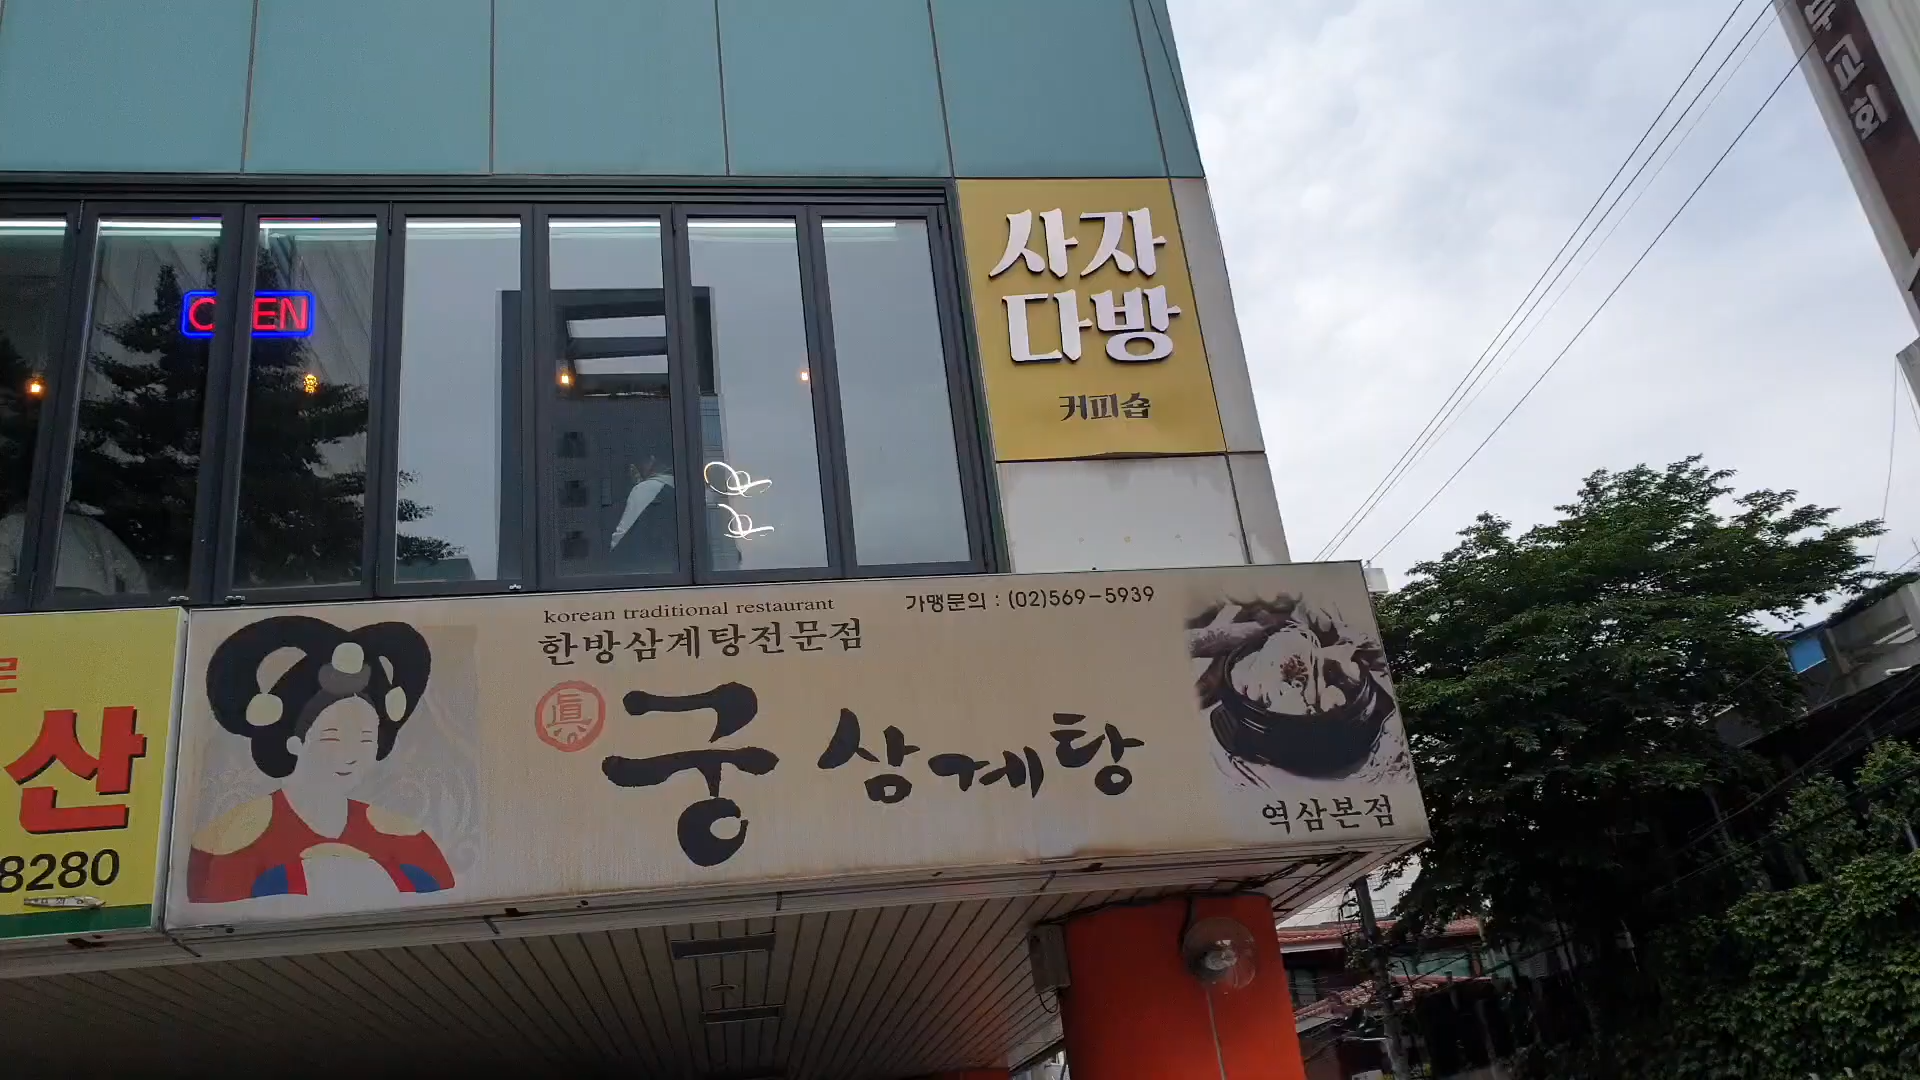 OPEN
사자
다방
커피숍
교회
korean traditional restaurant
가맹문의 : (02)569-5939
한방삼계탕전문점
眞
궁 삼계탕
역삼본점
산
8280